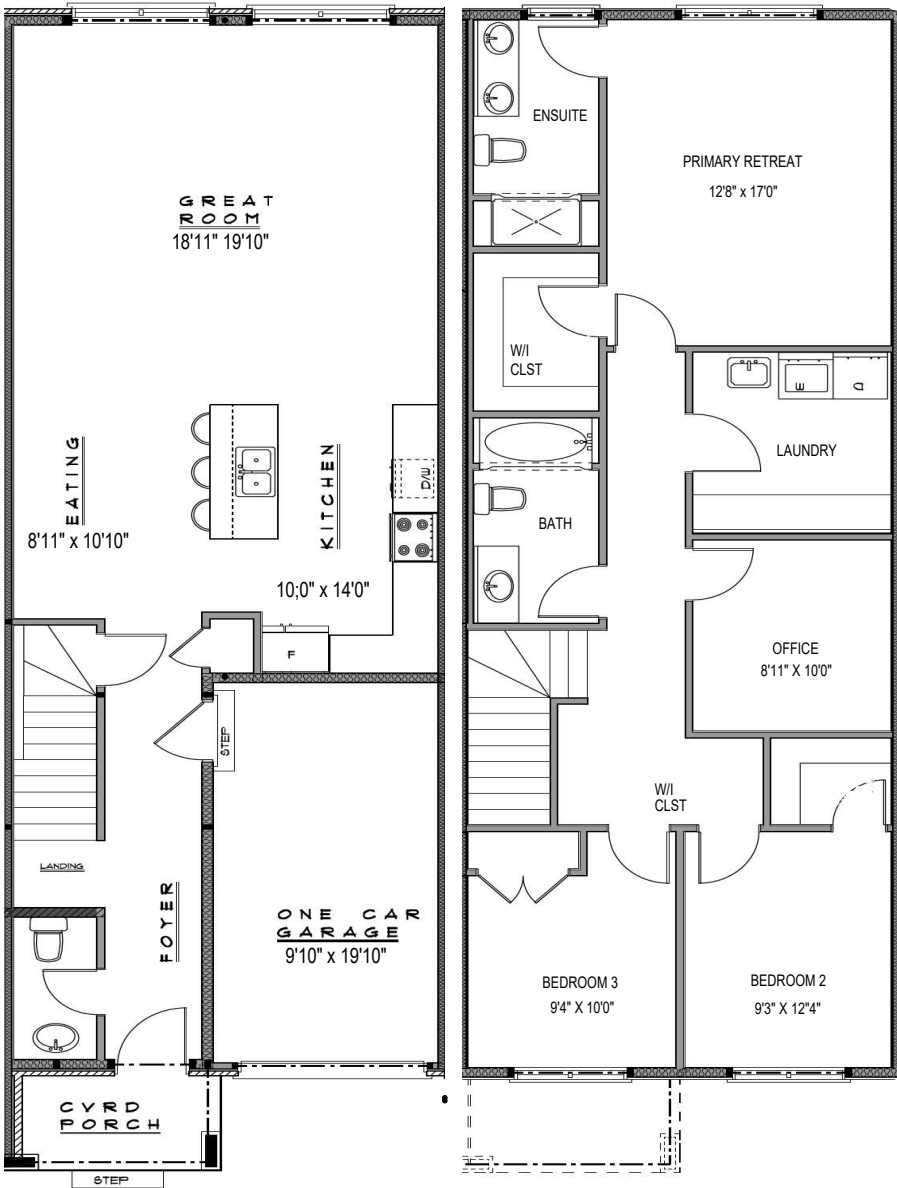 GREAT
ROOM
18'11" 19'10"
EATING
8'11" x 10'10"
KITCHEN
10;0" x 14'0"
D/W
F
STEP
LANDING
FOYER
ONE CAR
GARAGE
9'10" x 19'10"
CVRD
PORCH
STEP
ENSUITE
PRIMARY RETREAT
12'8" x 17'0"
W/I
CLST
W
D
LAUNDRY
BATH
OFFICE
8'11" X 10'0"
W/I
CLST
BEDROOM 3
9'4" X 10'0"
BEDROOM 2
9'3" X 12"4"